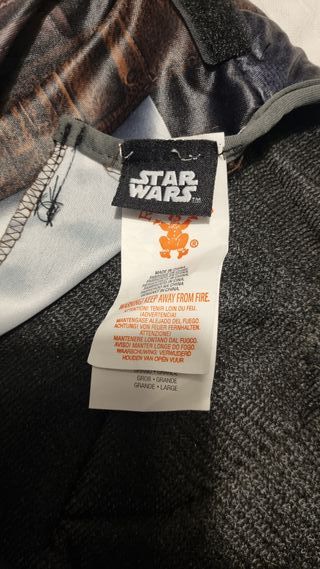 STAR
WARS™
®
MADE IN CHINA
WARNING! KEEP AWAY FROM FIRE.
ATTENTION! TENIR LOIN DU FEU.
(ADVERTENCIA)
MANTENGASE ALEJADO DEL FUEGO.
ACHTUNG! VON FEUER FERNHALTEN.
ATTENZIONE!
MANTENERE LONTANO DAL FUOCO.
AVISO! MANTER LONGE DO FOGO.
WAARSCHUWING: VERWIJDERD
HOUDEN VAN OPEN VUUR
GROß • GRANDE
GRANDE • LARGE